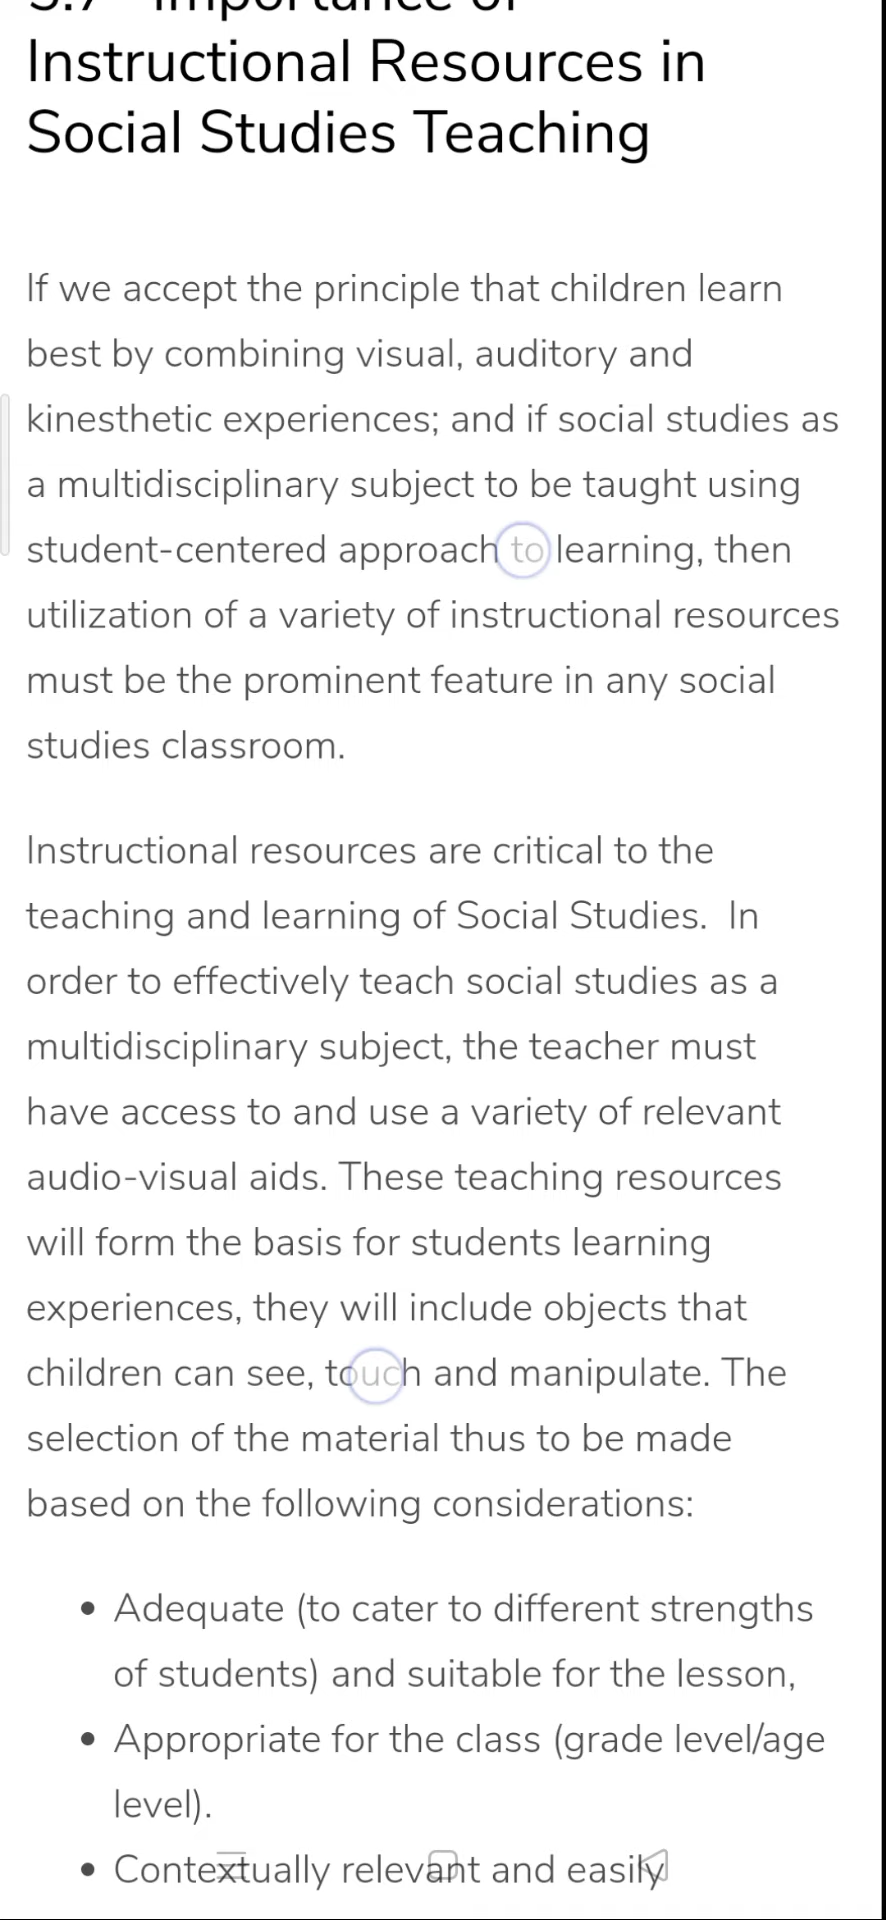 5.7 Importance of
Instructional Resources in
Social Studies Teaching
If we accept the principle that children learn
best by combining visual, auditory and
kinesthetic experiences; and if social studies as
a multidisciplinary subject to be taught using
student-centered approach to learning, then
utilization of a variety of instructional resources
must be the prominent feature in any social
studies classroom.
Instructional resources are critical to the
teaching and learning of Social Studies.  In
order to effectively teach social studies as a
multidisciplinary subject, the teacher must
have access to and use a variety of relevant
audio-visual aids. These teaching resources
will form the basis for students learning
experiences, they will include objects that
children can see, touch and manipulate. The
selection of the material thus to be made
based on the following considerations:
• Adequate (to cater to different strengths
of students) and suitable for the lesson,
• Appropriate for the class (grade level/age
level).
• Contextually relevant and easily